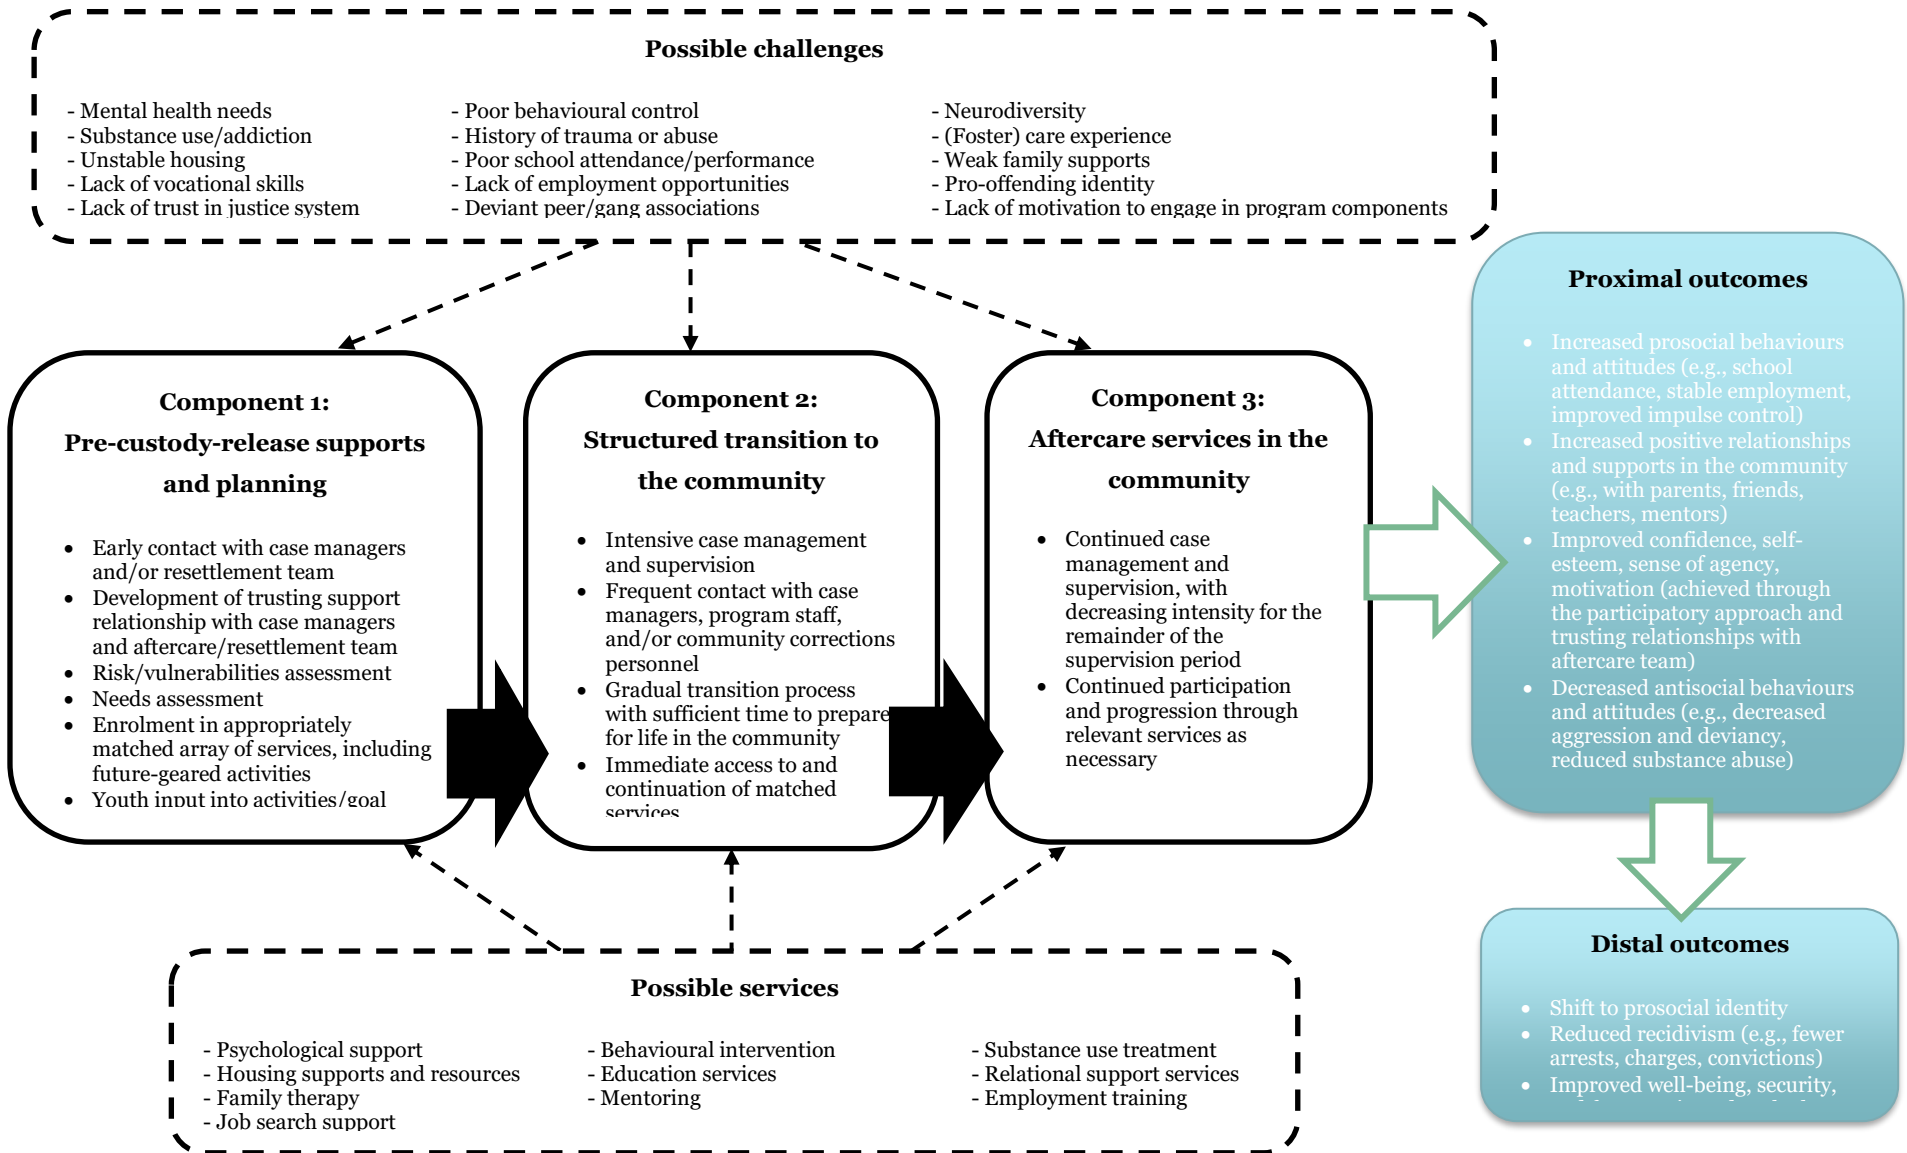 Possible challenges
- Mental health needs
- Substance use/addiction
- Unstable housing
- Lack of vocational skills
- Lack of trust in justice system
- Poor behavioural control
- History of trauma or abuse
- Poor school attendance/performance
- Lack of employment opportunities
- Deviant peer/gang associations
- Neurodiversity
- (Foster) care experience
- Weak family supports
- Pro-offending identity
- Lack of motivation to engage in program components
Component 1:
Pre-custody-release supports
and planning
• Early contact with case managers
and/or resettlement team
• Development of trusting support
relationship with case managers
and aftercare/resettlement team
• Risk/vulnerabilities assessment
• Needs assessment
• Enrolment in appropriately
matched array of services, including
future-geared activities
• Youth input into activities/goal
Component 2:
Structured transition to
the community
• Intensive case management
and supervision
• Frequent contact with case
managers, program staff,
and/or community corrections
personnel
• Gradual transition process
with sufficient time to prepare
for life in the community
• Immediate access to and
continuation of matched
services
Component 3:
Aftercare services in the
community
• Continued case
management and
supervision, with
decreasing intensity for the
remainder of the
supervision period
• Continued participation
and progression through
relevant services as
necessary
Proximal outcomes
• Increased prosocial behaviours
and attitudes (e.g., school
attendance, stable employment,
improved impulse control)
• Increased positive relationships
and supports in the community
(e.g., with parents, friends,
teachers, mentors)
• Improved confidence, self-
esteem, sense of agency,
motivation (achieved through
the participatory approach and
trusting relationships with
aftercare team)
• Decreased antisocial behaviours
and attitudes (e.g., decreased
aggression and deviancy,
reduced substance abuse)
Distal outcomes
• Shift to prosocial identity
• Reduced recidivism (e.g., fewer
arrests, charges, convictions)
• Improved well-being, security,
Possible services
- Psychological support
- Housing supports and resources
- Family therapy
- Job search support
- Behavioural intervention
- Education services
- Mentoring
- Substance use treatment
- Relational support services
- Employment training